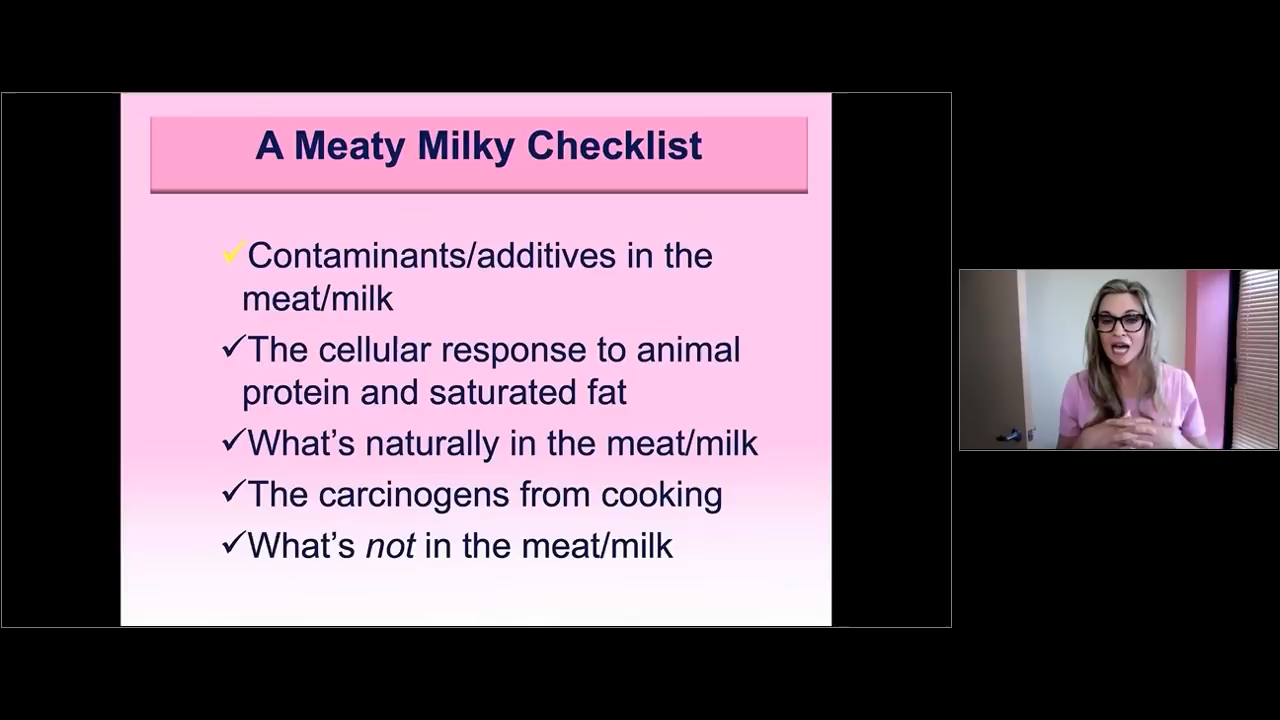 A Meaty Milky Checklist
✓Contaminants/additives in the
meat/milk
✓The cellular response to animal
protein and saturated fat
✓What’s naturally in the meat/milk
✓The carcinogens from cooking
✓What’s not in the meat/milk